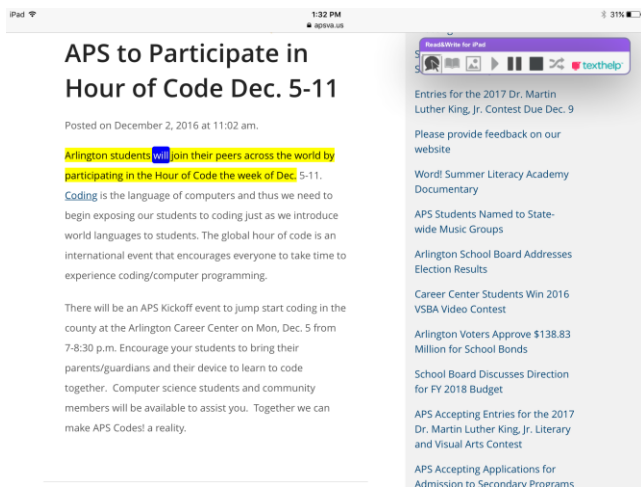 iPad
1:32 PM
apsva.us
31%
APS to Participate in
Hour of Code Dec. 5-11
Posted on December 2, 2016 at 11:02 am.
Arlington students will join their peers across the world by
participating in the Hour of Code the week of Dec. 5-11.
Coding is the language of computers and thus we need to
begin exposing our students to coding just as we introduce
world languages to students. The global hour of code is an
international event that encourages everyone to take time to
experience coding/computer programming.
There will be an APS Kickoff event to jump start coding in the
county at the Arlington Career Center on Mon, Dec. 5 from
7-8:30 p.m. Encourage your students to bring their
parents/guardians and their device to learn to code
together. Computer science students and community
members will be available to assist you. Together we can
make APS Codes! a reality.
Read&Write for iPad
texthelp
Entries for the 2017 Dr. Martin
Luther King, Jr. Contest Due Dec. 9
Please provide feedback on our
website
Word! Summer Literacy Academy
Documentary
APS Students Named to State-
wide Music Groups
Arlington School Board Addresses
Election Results
Career Center Students Win 2016
VSBA Video Contest
Arlington Voters Approve $138.83
Million for School Bonds
School Board Discusses Direction
for FY 2018 Budget
APS Accepting Entries for the 2017
Dr. Martin Luther King, Jr. Literary
and Visual Arts Contest
APS Accepting Applications for
Admission to Secondary Programs